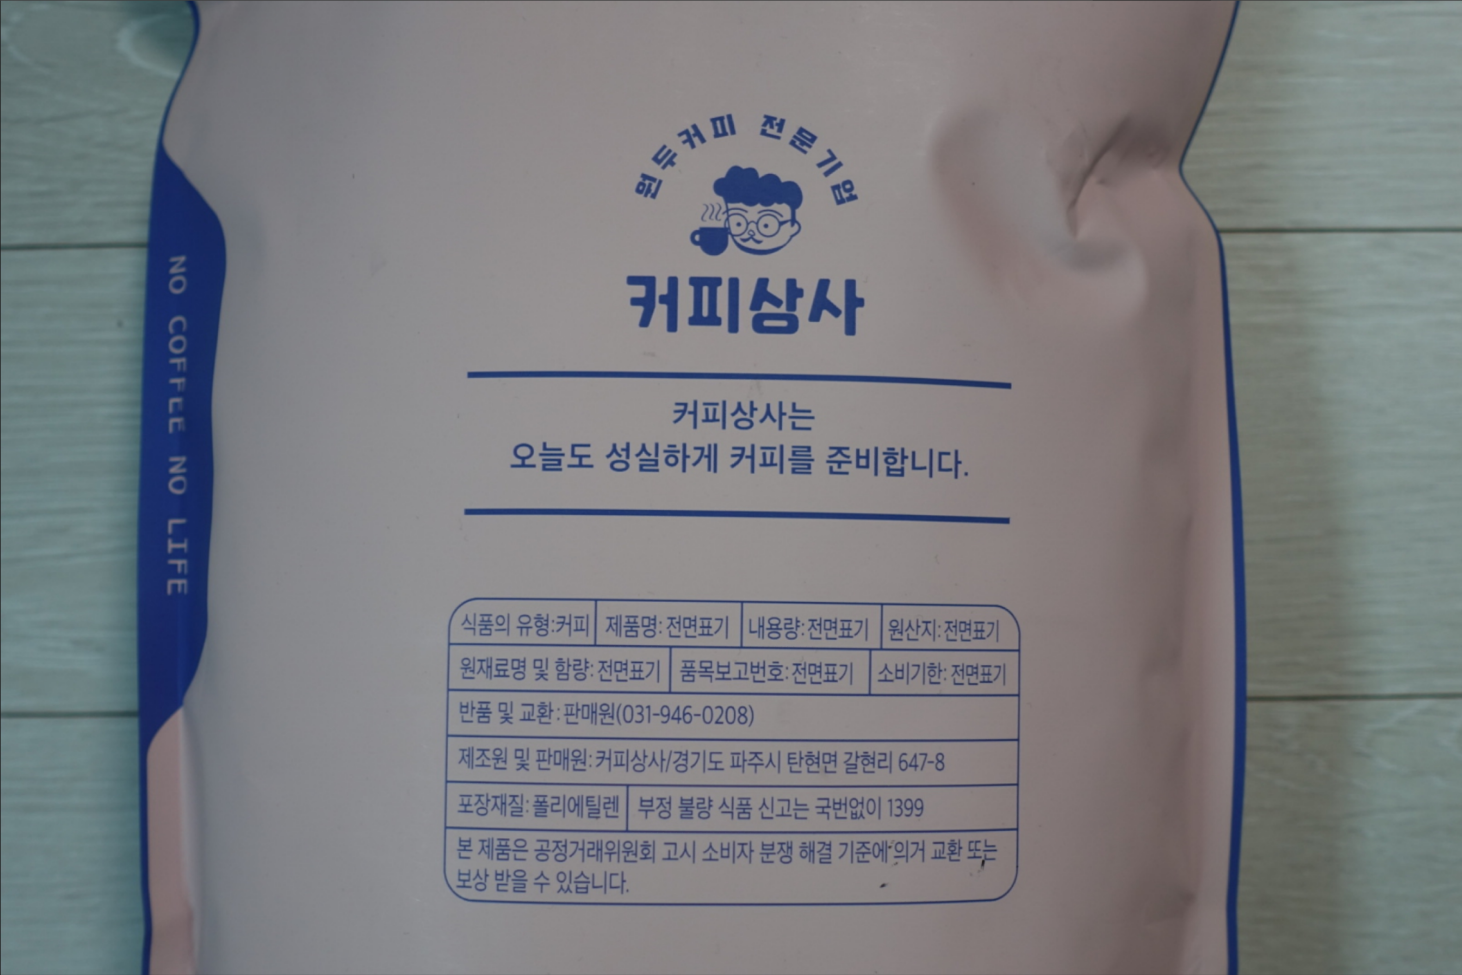 원두커피 전문기업
커피상사
커피상사는
오늘도 성실하게 커피를 준비합니다.
NO COFFEE NO LIFE
식품의 유형:커피 제품명: 전면표기 내용량: 전면표기 원산지: 전면표기
원재료명 및 함량: 전면표기 품목보고번호: 전면표기 소비기한: 전면표기
반품 및 교환: 판매원(031-946-0208)
제조원 및 판매원: 커피상사/경기도 파주시 탄현면 갈현리 647-8
포장재질: 폴리에틸렌 부정 불량 식품 신고는 국번없이 1399
본 제품은 공정거래위원회 고시 소비자 분쟁 해결 기준에 의거 교환 또는
보상 받을 수 있습니다.